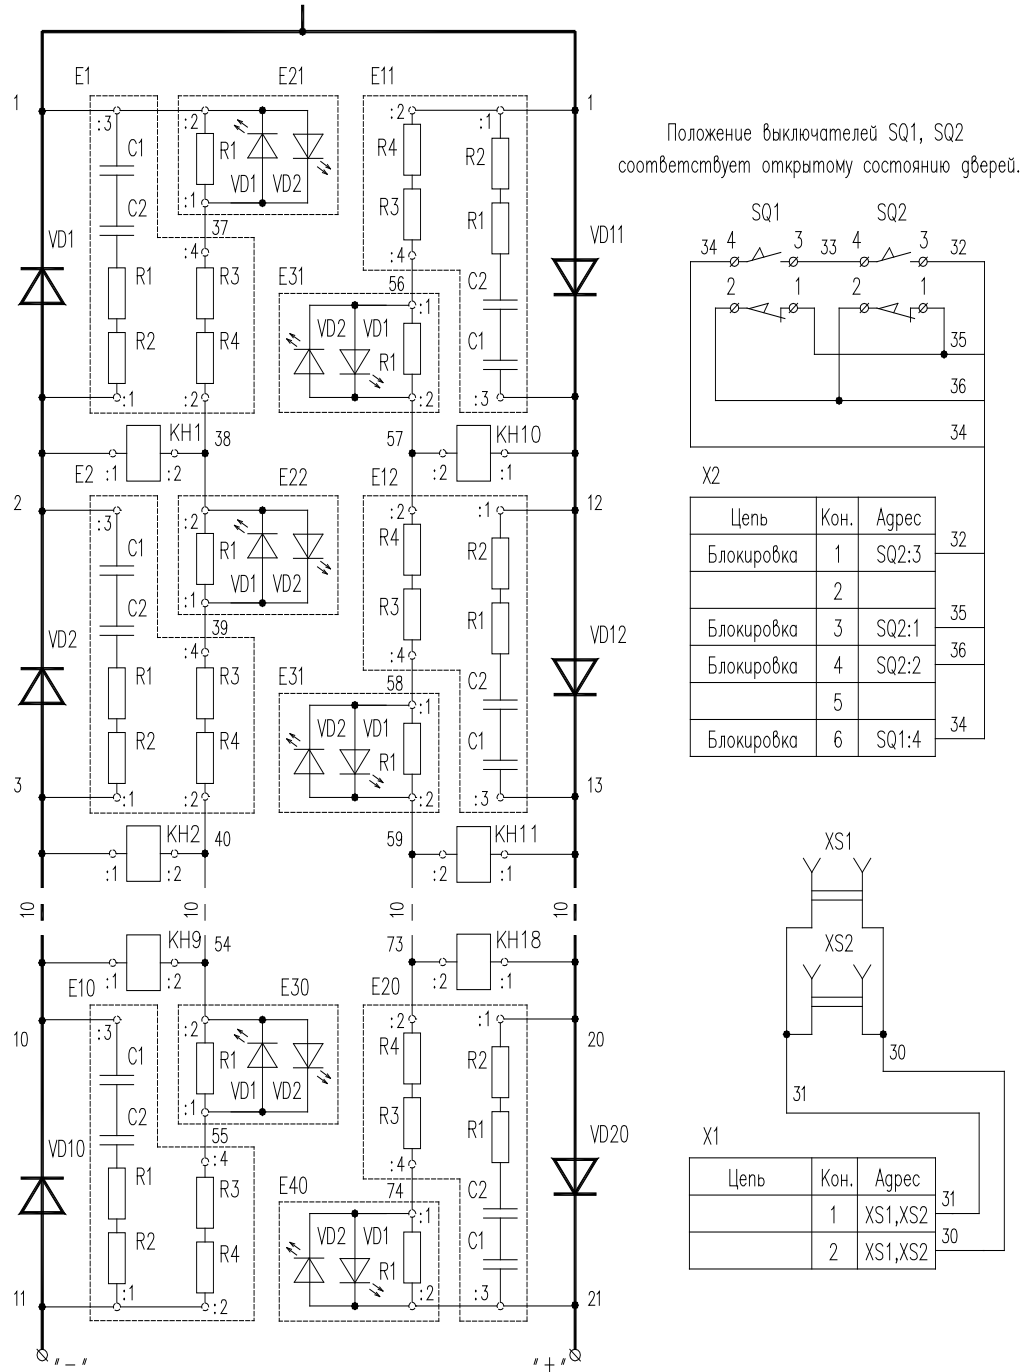 E1 E21 E11
1 :3 :2 :2 :1 1
C1 R1 R4 R2
VD1 VD2
C2 :1 R3 R1
37
VD1 :4 :4 VD11
R1 R3 E31 56 :1 C2
VD2 VD1
R2 R4 R1 C1
:1 :2 :2 :3
KH1 38 57 KH10
E2 :1 :2 E22 E12 :2 :1
2 :3 :2 :2 :1 12
C1 R1 R4 R2
VD1 VD2
C2 :1 R3 R1
39
VD2 :4 :4 VD12
R1 R3 E31 58 :1 C2
VD2 VD1
R2 R4 R1 C1
3 :1 :2 :2 :3 13
KH2 40 59 KH11
:1 :2 :2 :1
10 10 10 10
KH9 54 73 KH18
E10 :1 :2 E30 E20 :2 :1
10 :3 :2 :2 :1 20
C1 R1 R4 R2
VD1 VD2
C2 :1 R3 R1
55
VD10 :4 :4 VD20
R1 R3 E40 74 :1 C2
VD2 VD1
R2 R4 R1 C1
11 :1 :2 :2 :3 21
"-" "+"
Положение выключателей SQ1, SQ2
соответствует открытому состоянию дверей.
SQ1 SQ2
34 4 3 33 4 3 32
2 1 2 1
35
36
34
X2
Цепь Кон. Адрес
Блокировка 1 SQ2:3 32
2
Блокировка 3 SQ2:1 35
Блокировка 4 SQ2:2 36
5
Блокировка 6 SQ1:4 34
XS1
XS2
30
31
X1
Цепь Кон. Адрес
1 XS1,XS2 31
2 XS1,XS2 30